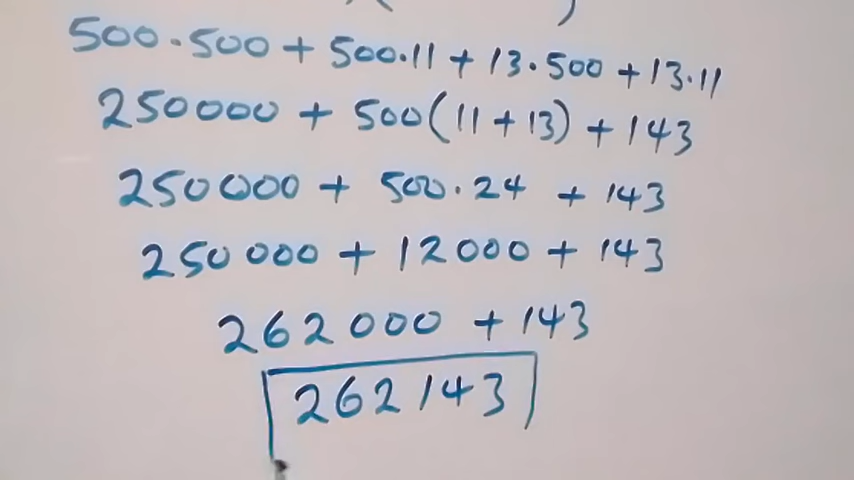 500·500 + 500·11 + 13·500 + 13·11
250000 + 500(11 + 13) + 143
250000 + 500·24 + 143
250000 + 12000 + 143
262000 + 143
262143